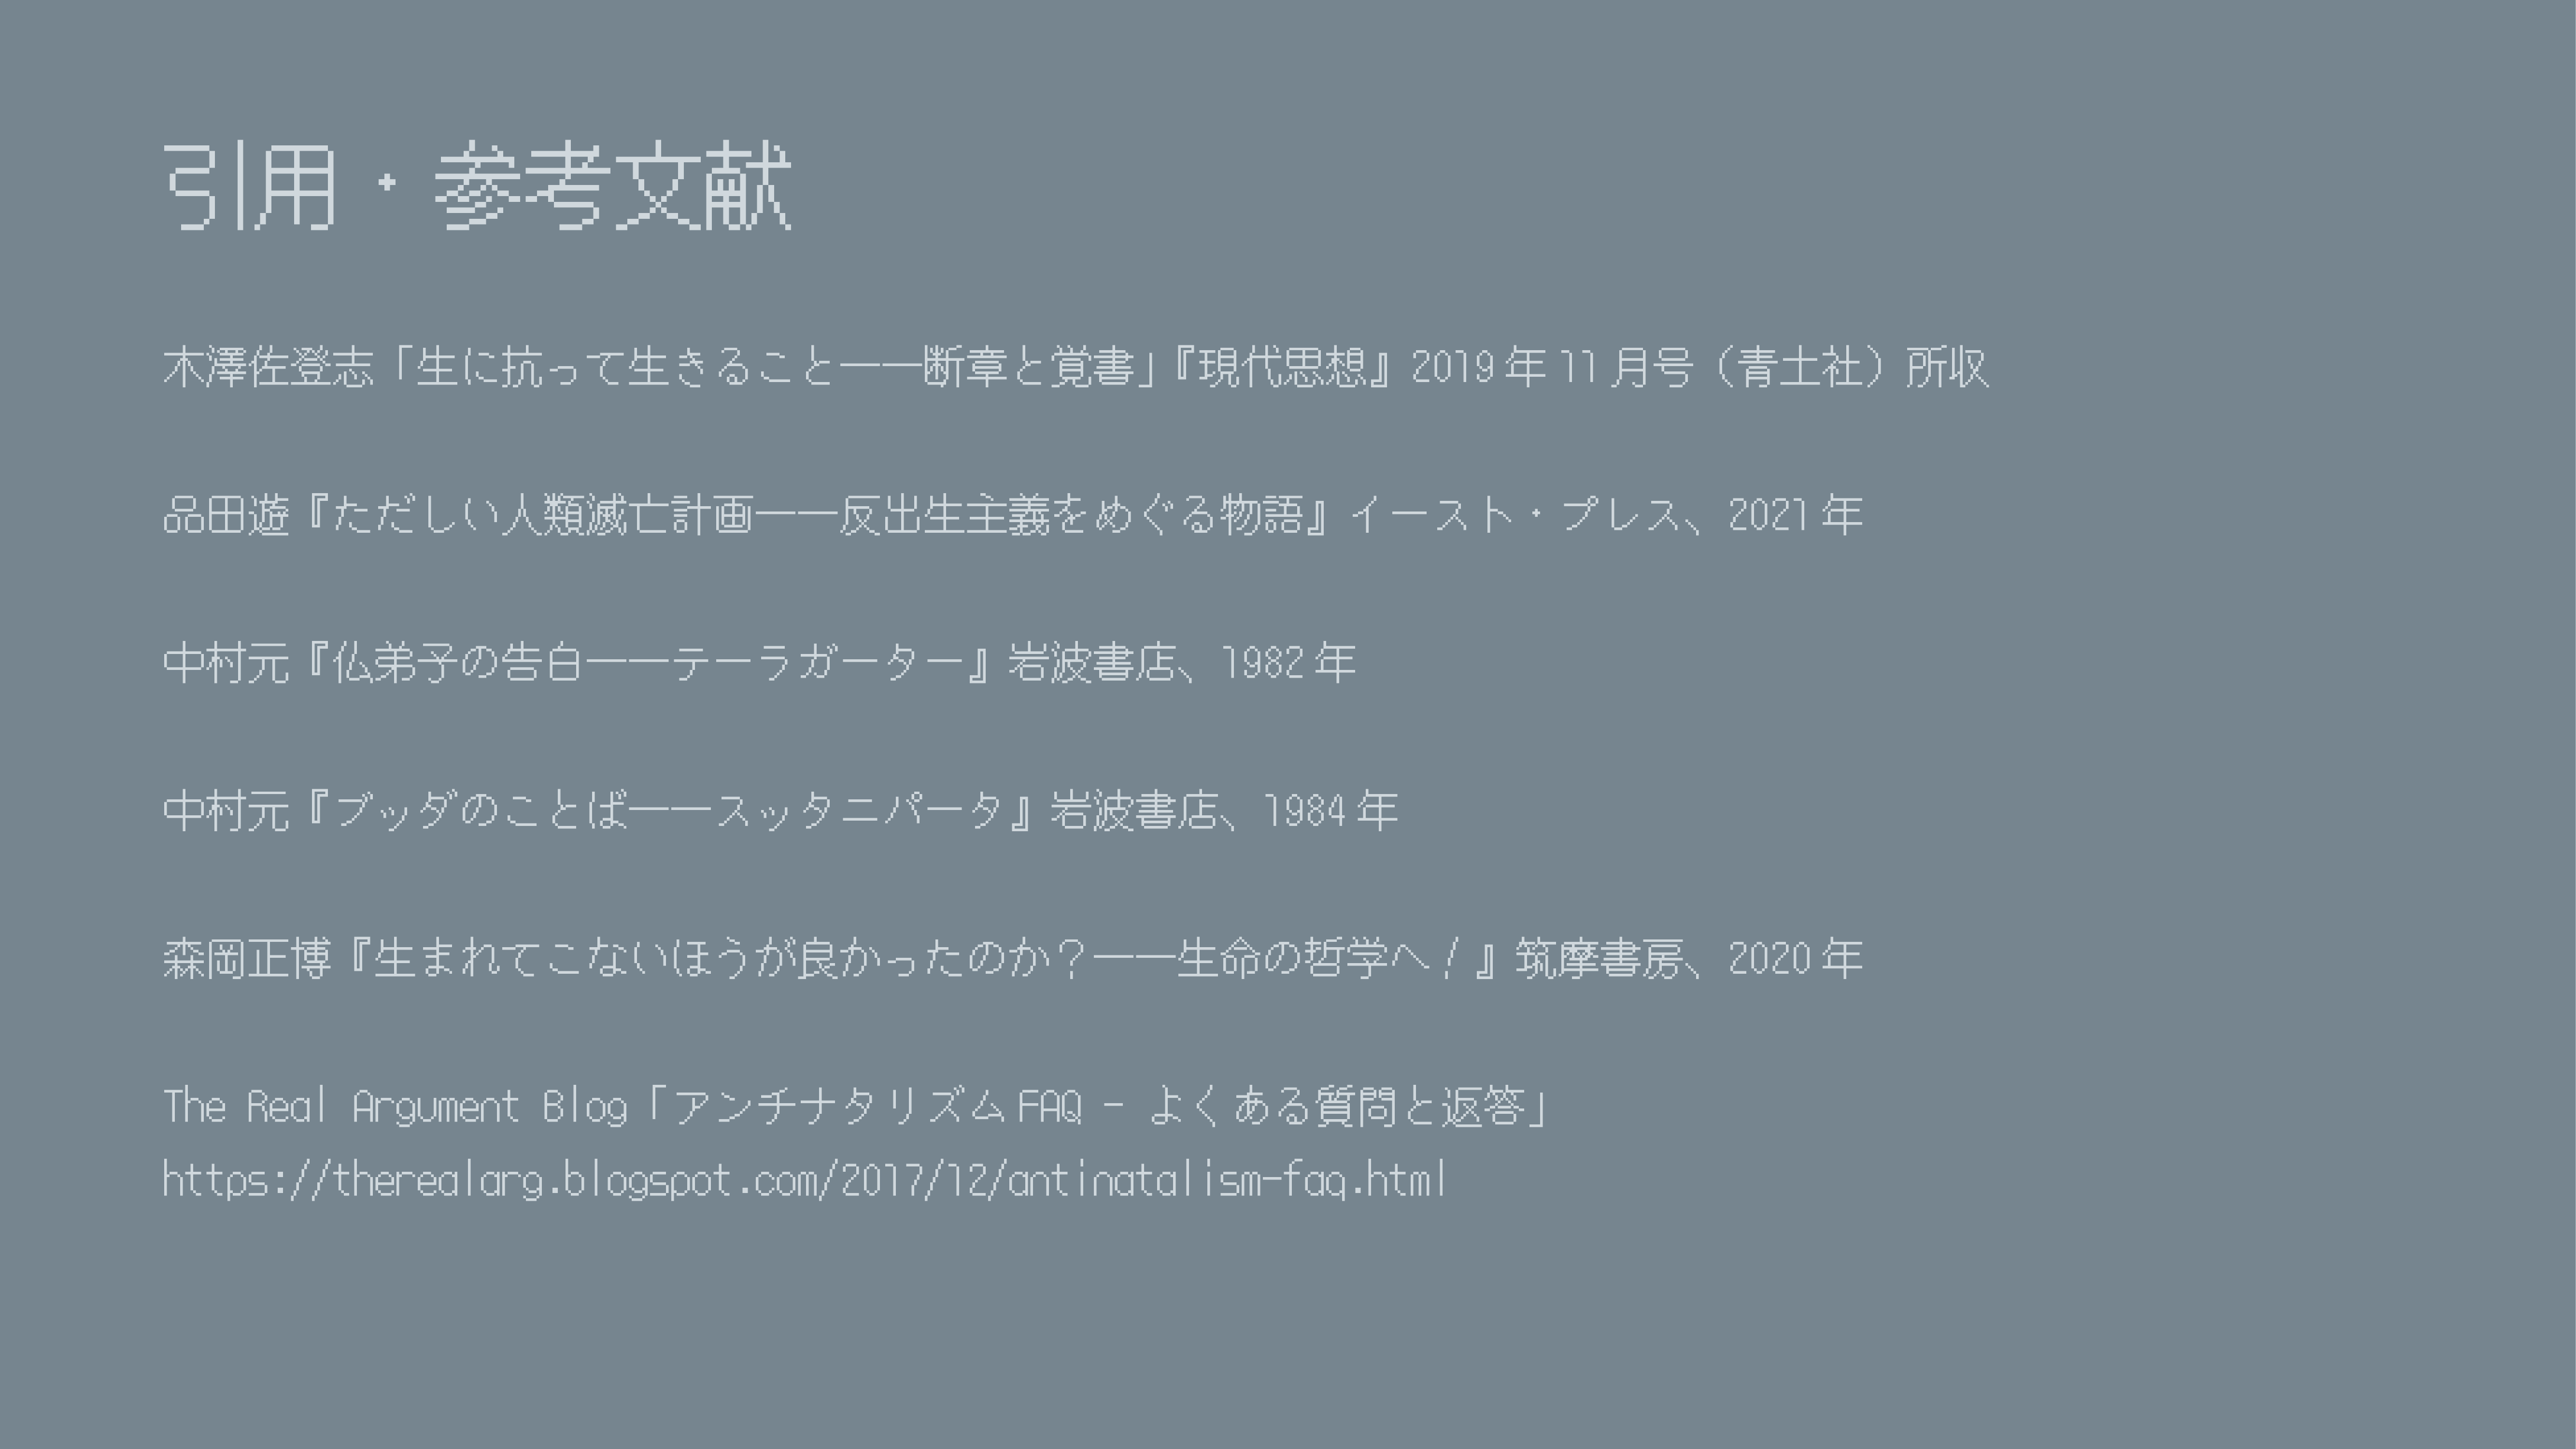 引用・参考文献
木澤佐登志「生に抗って生きること――断章と覚書」『現代思想』2019年11月号（青土社）所収
品田遊『ただしい人類滅亡計画――反出生主義をめぐる物語』イースト・プレス、2021年
中村元『仏弟子の告白――テーラガーター』岩波書店、1982年
中村元『ブッダのことば――スッタニパータ』岩波書店、1984年
森岡正博『生まれてこないほうが良かったのか？――生命の哲学へ！』筑摩書房、2020年
The Real Argument Blog「アンチナタリズムFAQ - よくある質問と返答」
https://therealarg.blogspot.com/2017/12/antinatalism-faq.html